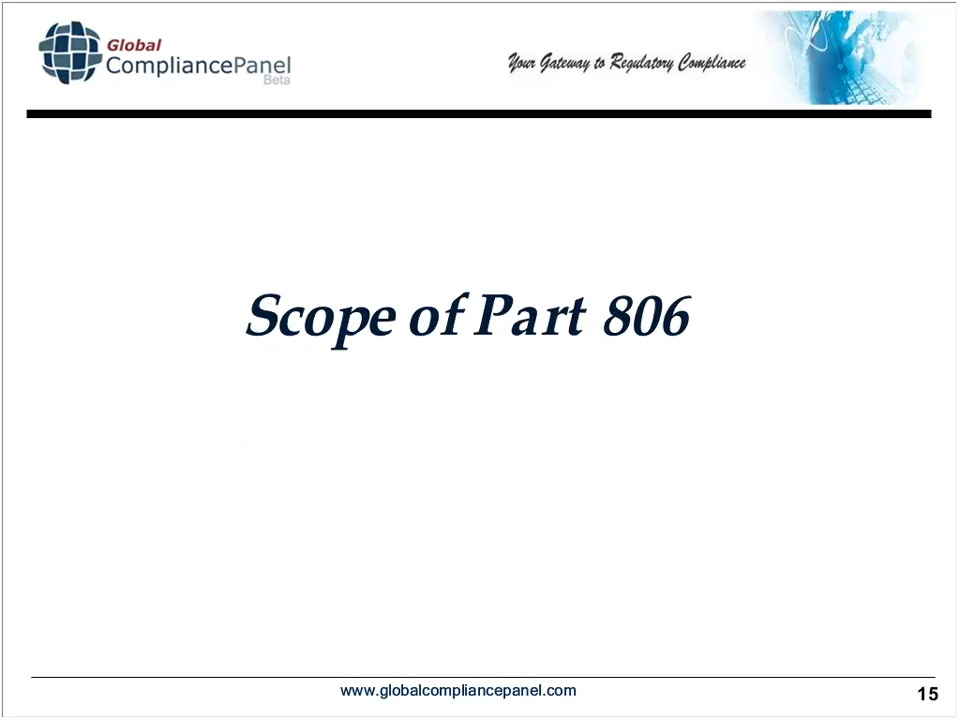 Global
CompliancePanel
Beta
Your Gateway to Regulatory Compliance
Scope of Part 806
www.globalcompliancepanel.com
15